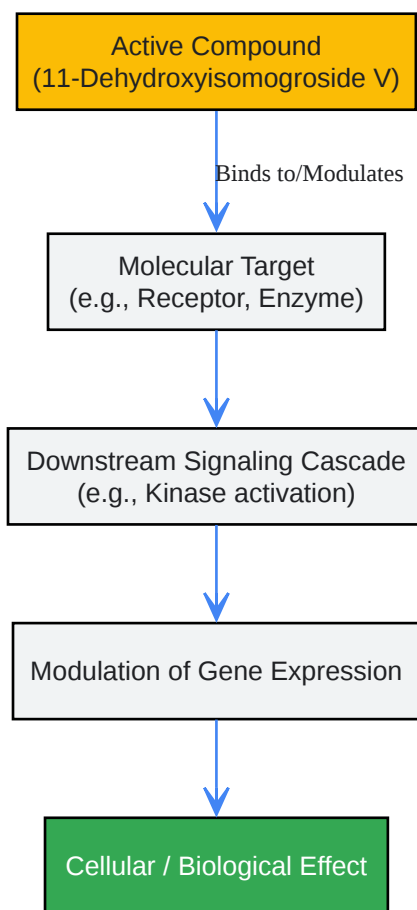 Active Compound
(11-Dehydroxyisomogroside V)
Binds to/Modulates
Molecular Target
(e.g., Receptor, Enzyme)
Downstream Signaling Cascade
(e.g., Kinase activation)
Modulation of Gene Expression
Cellular / Biological Effect